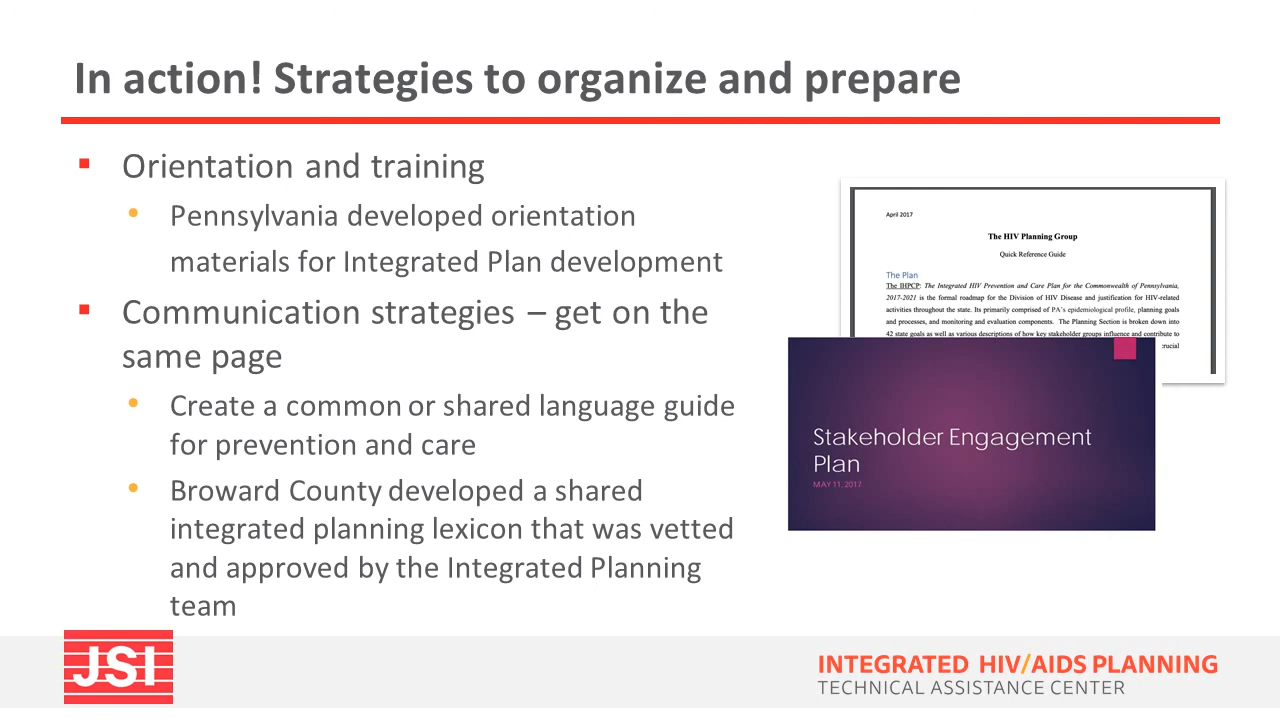 In action! Strategies to organize and prepare
Orientation and training
Pennsylvania developed orientation
materials for Integrated Plan development
Communication strategies – get on the
same page
Create a common or shared language guide
for prevention and care
Broward County developed a shared
integrated planning lexicon that was vetted
and approved by the Integrated Planning
team
April 2017
The HIV Planning Group
Quick Reference Guide
The Plan
The IHPCP: The Integrated HIV Prevention and Care Plan for the Commonwealth of Pennsylvania,
2017-2021 is the formal roadmap for the Division of HIV Disease and justification for HIV-related
activities throughout the state. Its primarily comprised of PA's epidemiological profile, planning goals
and processes, and monitoring and evaluation components. The Planning Section is broken down into
42 state goals as well as various descriptions of how key stakeholder groups influence and contribute to
crucial
Stakeholder Engagement
Plan
MAY 11, 2017
JSI
INTEGRATED HIV/AIDS PLANNING
TECHNICAL ASSISTANCE CENTER